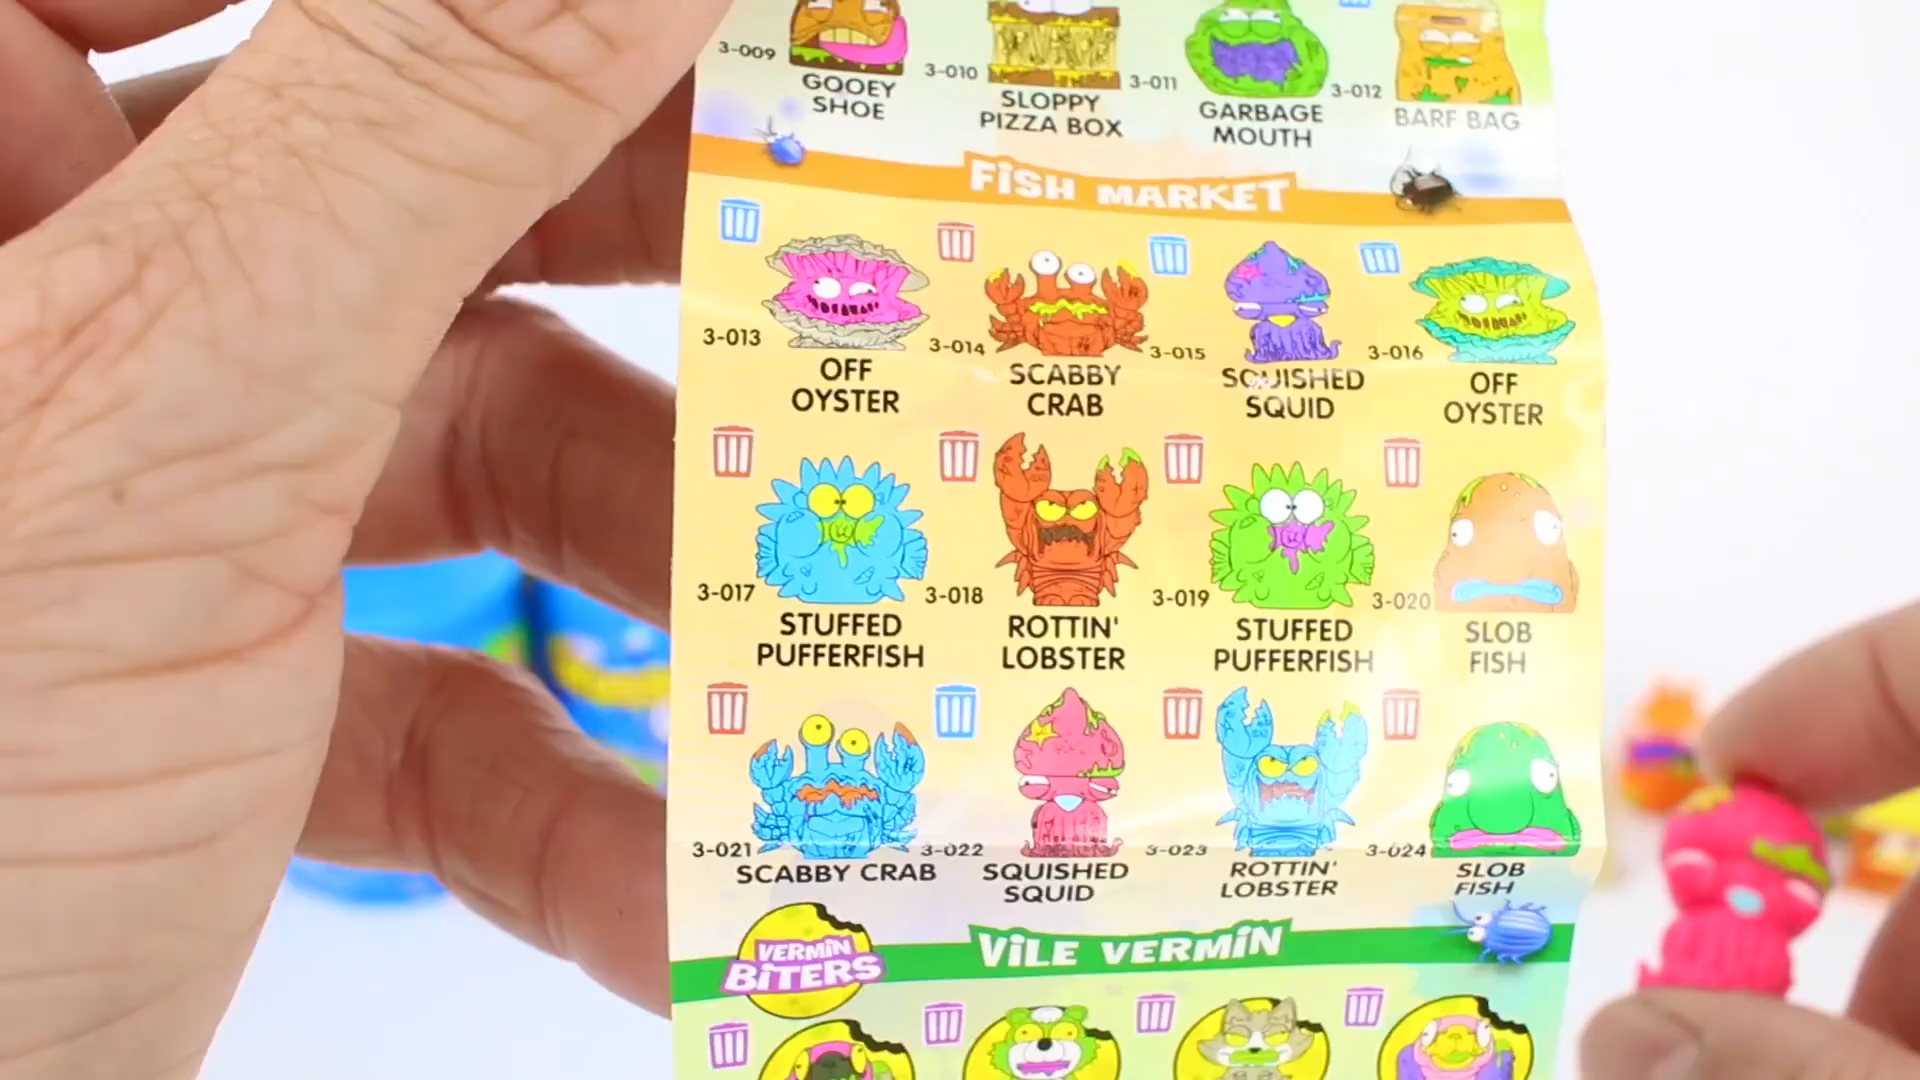 3-009
GOOEY
SHOE
3-010
SLOPPY
PIZZA BOX
3-011
GARBAGE
MOUTH
3-012
BARF BAG
FISH MARKET
3-013
OFF
OYSTER
3-014
SCABBY
CRAB
3-015
SQUISHED
SQUID
3-016
OFF
OYSTER
3-017
STUFFED
PUFFERFISH
3-018
ROTTIN'
LOBSTER
3-019
STUFFED
PUFFERFISH
3-020
SLOB
FISH
3-021
SCABBY CRAB
3-022
SQUISHED
SQUID
3-023
ROTTIN'
LOBSTER
3-024
SLOB
FISH
VERMIN
BITERS
VILE VERMIN